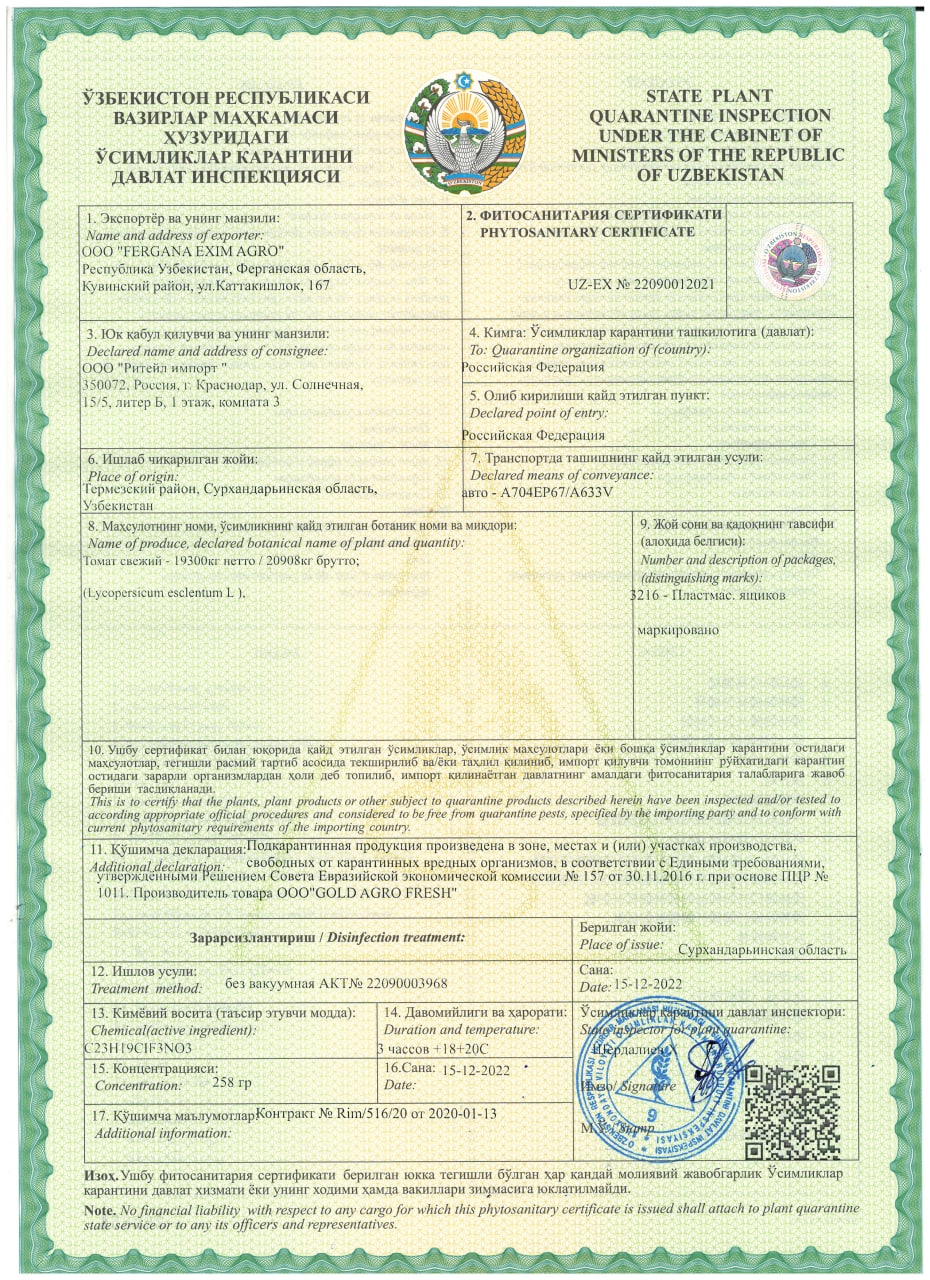 ЎЗБЕКИСТОН РЕСПУБЛИКАСИ
ВАЗИРЛАР МАҲКАМАСИ
ҲУЗУРИДАГИ
ЎСИМЛИКЛАР КАРАНТИНИ
ДАВЛАТ ИНСПЕКЦИЯСИ
STATE PLANT
QUARANTINE INSPECTION
UNDER THE CABINET OF
MINISTERS OF THE REPUBLIC
OF UZBEKISTAN
1. Экспортёр ва унинг манзили:
Name and address of exporter:
ООО "FERGANA EXIM AGRO"
Республика Узбекистан, Ферганская область,
Кувинский район, ул.Каттакишлок, 167
2. ФИТОСАНИТАРИЯ СЕРТИФИКАТИ
PHYTOSANITARY CERTIFICATE
UZ-EX № 22090012021
3. Юк қабул қилувчи ва унинг манзили:
Declared name and address of consignee:
ООО "Ритейл импорт "
350072, Россия, г. Краснодар, ул. Солнечная,
15/5, литер Б, 1 этаж, комната 3
4. Кимга: Ўсимликлар карантини ташкилотига (давлат):
To: Quarantine organization of (country):
Российская Федерация
5. Олиб кирилиши қайд этилган пункт:
Declared point of entry:
Российская Федерация
6. Ишлаб чиқарилган жойи:
Place of origin:
Термезский район, Сурхандарьинская область,
Узбекистан
7. Транспортда ташишнинг қайд этилган усули:
Declared means of conveyance:
авто - A704EP67/A633V
8. Маҳсулотнинг номи, ўсимликнинг қайд этилган ботаник номи ва миқдори:
Name of produce, declared botanical name of plant and quantity:
Томат свежий - 19300кг нетто / 20908кг брутто;
(Lycopersicum esclentum L ),
9. Жой сони ва қадоқнинг тавсифи
(алоҳида белгиси):
Number and description of packages,
(distinguishing marks):
3216 - Пластмас. ящиков
маркировано
10. Ушбу сертификат билан юқорида қайд этилган ўсимликлар, ўсимлик маҳсулотлари ёки бошқа ўсимликлар карантини остидаги
маҳсулотлар, тегишли расмий тартиб асосида текширилиб ва/ёки таҳлил қилиниб, импорт қилувчи томоннинг рўйхатидаги карантин
остидаги зарарли организмлардан ҳоли деб топилиб, импорт қилинаётган давлатнинг амалдаги фитосанитария талабларига жавоб
бериши тасдиқланади.
This is to certify that the plants, plant products or other subject to quarantine products described herein have been inspected and/or tested to
according appropriate official procedures and considered to be free from quarantine pests, specified by the importing party and to conform with
current phytosanitary requirements of the importing country.
11. Қўшимча декларация: Подкарантинная продукция произведена в зоне, местах и (или) участках производства,
Additional declaration: свободных от карантинных вредных организмов, в соответствии с Едиными требованиями,
утвержденными Решением Совета Евразийской экономической комиссии № 157 от 30.11.2016 г. при основе ПЦР №
1011. Производитель товара ООО"GOLD AGRO FRESH"
Зарарсизлантириш / Disinfection treatment:
Берилган жойи:
Place of issue: Сурхандарьинская область
12. Ишлов усули:
Treatment method: без вакуумная АКТ№ 22090003968
Сана:
Date: 15-12-2022
13. Кимёвий восита (таъсир этувчи модда):
Chemical(active ingredient):
C23H19ClF3NO3
14. Давомийлиги ва ҳарорати:
Duration and temperature:
3 часов +18+20С
Ўсимликлар карантини давлат инспектори:
State inspector for plant quarantine:
Шердалиев Х
Имзо/ Signature
М.Ў./ Stamp
15. Концентрацияси:
Concentration: 258 гр
16.Сана: 15-12-2022
Date:
17. Қўшимча маълумотлар: Контракт № Rim/516/20 от 2020-01-13
Additional information:
9
Изоҳ. Ушбу фитосанитария сертификати берилган юкка тегишли бўлган ҳар қандай молиявий жавобгарлик Ўсимликлар
карантини давлат хизмати ёки унинг ходими ҳамда вакиллари зиммасига юклатилмайди.
Note. No financial liability with respect to any cargo for which this phytosanitary certificate is issued shall attach to plant quarantine
state service or to any its officers and representatives.